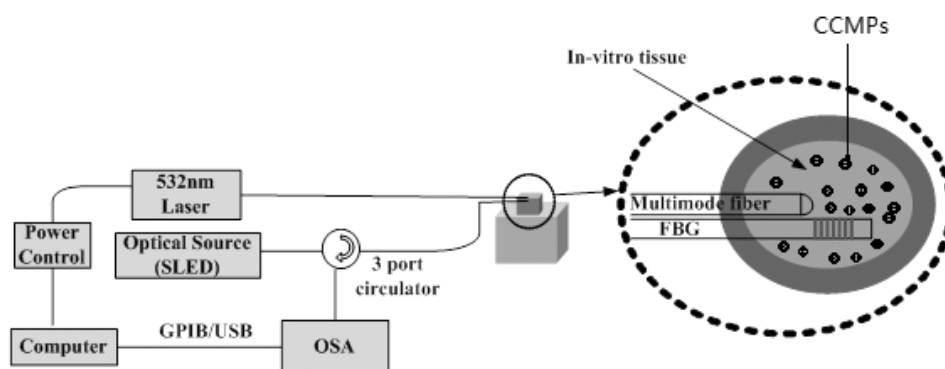 CCMPs
In-vitro tissue
532nm
Laser
Multimode fiber
Power
Control
Optical Source
(SLED)
FBG
3 port
circulator
GPIB/USB
Computer
OSA